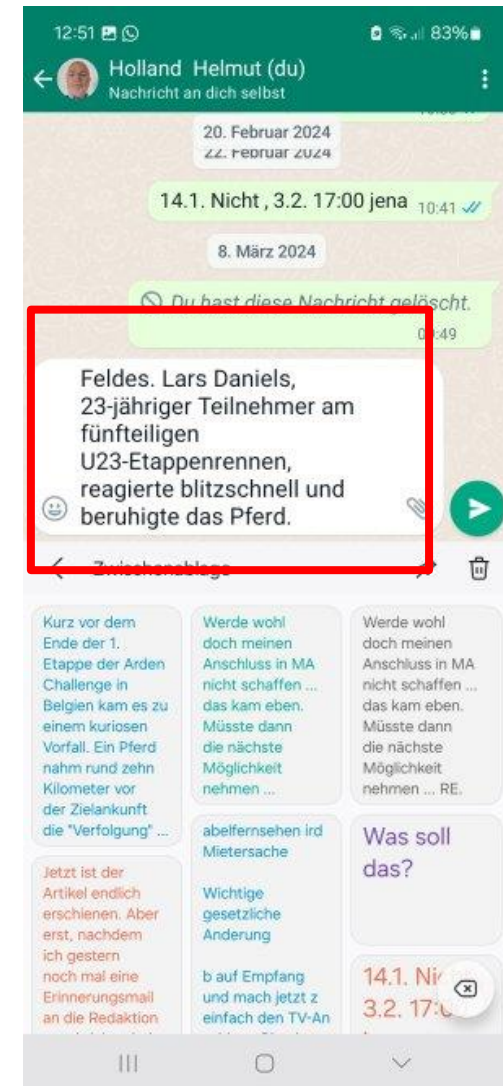 12:51
83%
Holland Helmut (du)
Nachricht an dich selbst
20. Februar 2024
22. Februar 2024
14.1. Nicht , 3.2. 17:00 jena 10:41
8. März 2024
Du hast diese Nachricht gelöscht.
Feldes. Lars Daniels,
23-jähriger Teilnehmer am
fünfteiligen
U23-Etappenrennen,
reagierte blitzschnell und
beruhigte das Pferd.
Zwischenablage
Kurz vor dem
Ende der 1.
Etappe der Arden
Challenge in
Belgien kam es zu
einem kuriosen
Vorfall. Ein Pferd
nahm rund zehn
Kilometer vor
der Zielankunft
die "Verfolgung" ...
Jetzt ist der
Artikel endlich
erschienen. Aber
erst, nachdem
ich gestern
noch mal eine
Erinnerungsmail
an die Redaktion
Werde wohl
doch meinen
Anschluss in MA
nicht schaffen ...
das kam eben.
Müsste dann
die nächste
Möglichkeit
nehmen ...
abelfernsehen ird
Mietersache
Wichtige
gesetzliche
Änderung
b auf Empfang
und mach jetzt z
einfach den TV-An
Werde wohl
doch meinen
Anschluss in MA
nicht schaffen ...
das kam eben.
Müsste dann
die nächste
Möglichkeit
nehmen ... RE.
Was soll
das?
14.1.
3.2.